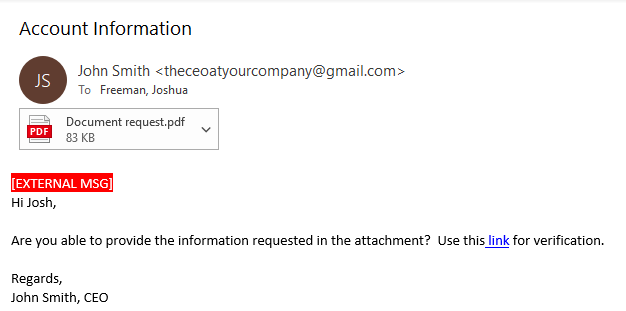 Account Information
JS
John Smith <theceoatyourcompany@gmail.com>
To Freeman, Joshua
PDF
Document request.pdf
83 KB
[EXTERNAL MSG]
Hi Josh,
Are you able to provide the information requested in the attachment?  Use this link for verification.
Regards,
John Smith, CEO